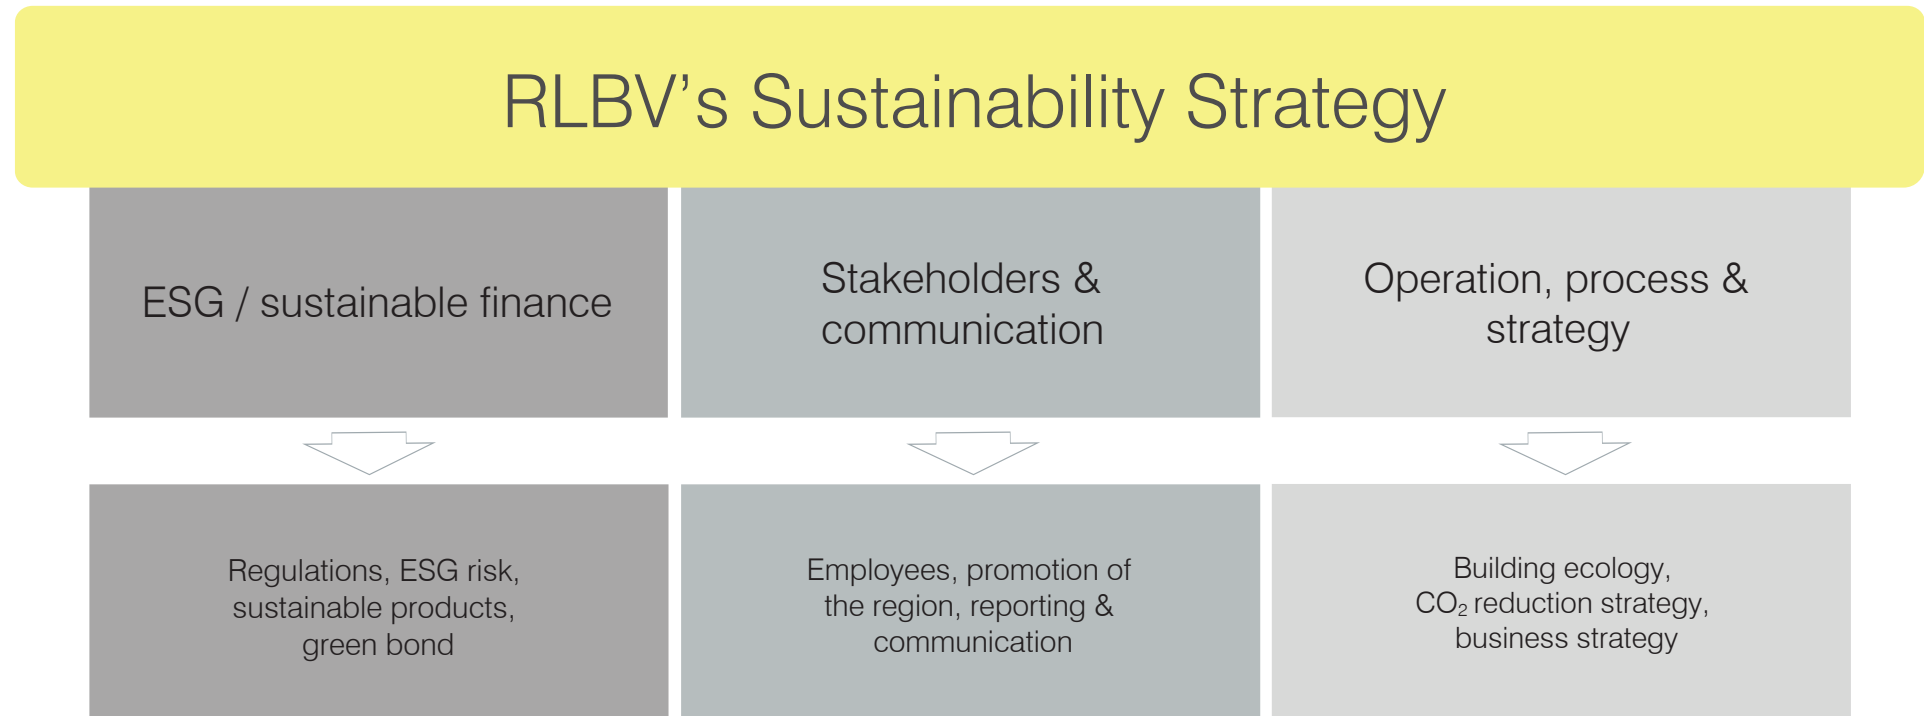 RLBV’s Sustainability Strategy
ESG / sustainable finance
Stakeholders &
communication
Operation, process &
strategy
Regulations, ESG risk,
sustainable products,
green bond
Employees, promotion of
the region, reporting &
communication
Building ecology,
CO₂ reduction strategy,
business strategy